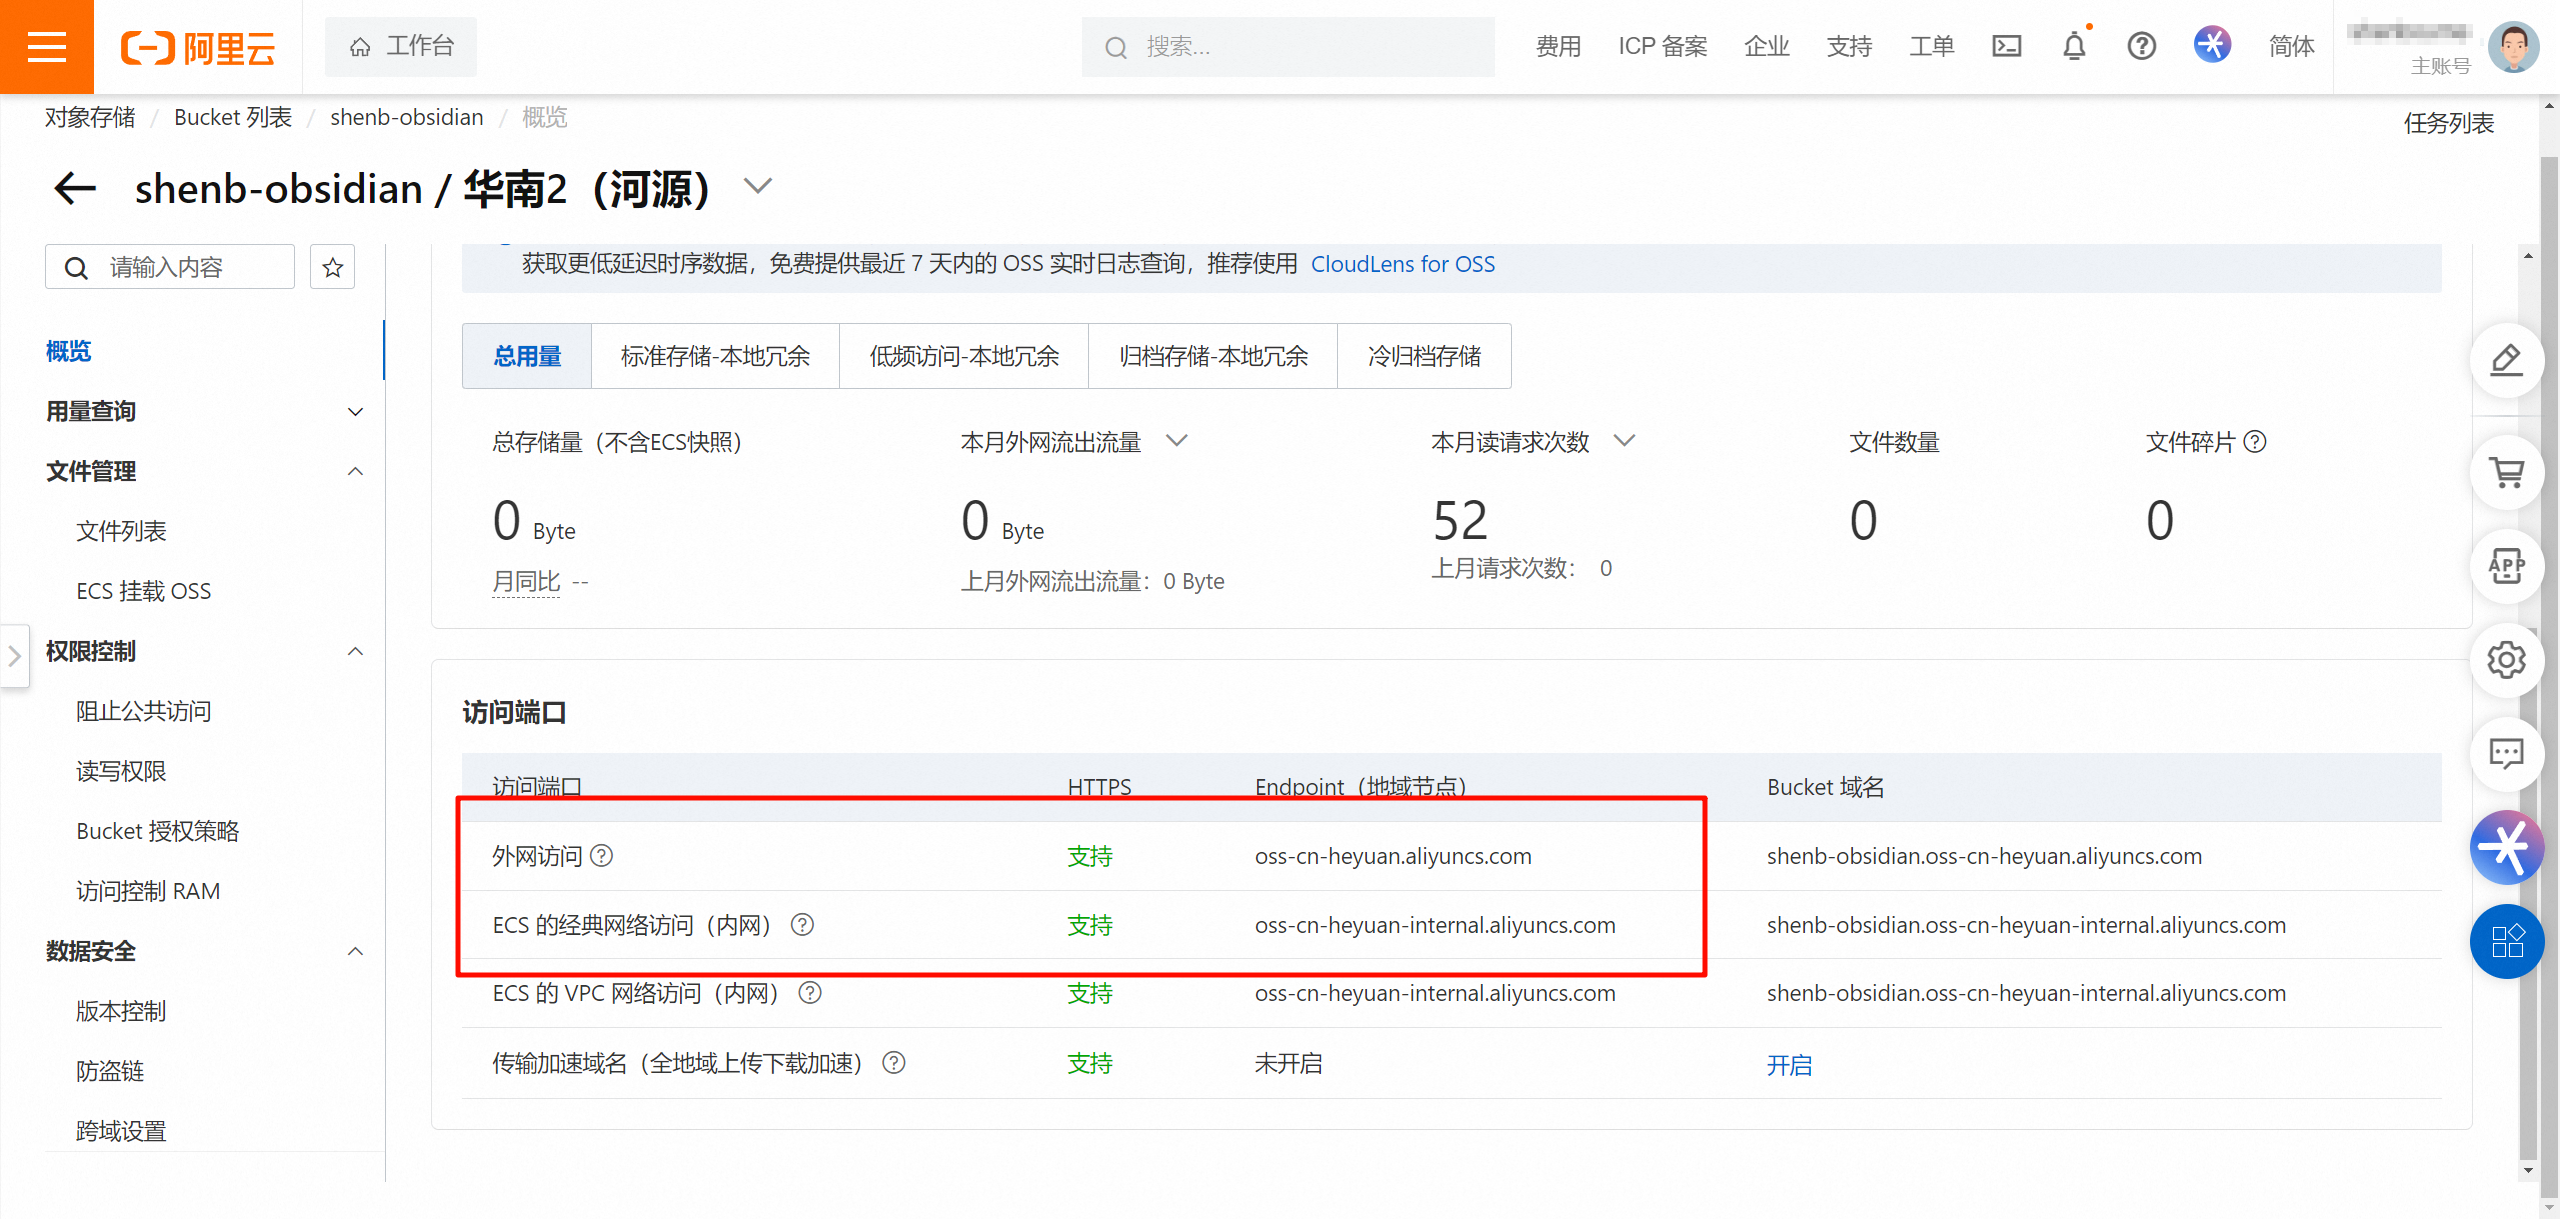 阿里云
工作台
搜索...
费用
ICP 备案
企业
支持
工单
简体
主账号
对象存储 / Bucket 列表 / shenb-obsidian / 概览
任务列表
shenb-obsidian / 华南2（河源）
请输入内容
概览
用量查询
文件管理
文件列表
ECS 挂载 OSS
权限控制
阻止公共访问
读写权限
Bucket 授权策略
访问控制 RAM
数据安全
版本控制
防盗链
跨域设置
获取更低延迟时序数据，免费提供最近 7 天内的 OSS 实时日志查询，推荐使用 CloudLens for OSS
总用量
标准存储-本地冗余
低频访问-本地冗余
归档存储-本地冗余
冷归档存储
总存储量（不含ECS快照）
0 Byte
月同比 --
本月外网流出流量
0 Byte
上月外网流出流量：0 Byte
本月读请求次数
52
上月请求次数： 0
文件数量
0
文件碎片
0
访问端口
访问端口 HTTPS Endpoint（地域节点） Bucket 域名
外网访问 支持 oss-cn-heyuan.aliyuncs.com shenb-obsidian.oss-cn-heyuan.aliyuncs.com
ECS 的经典网络访问（内网） 支持 oss-cn-heyuan-internal.aliyuncs.com shenb-obsidian.oss-cn-heyuan-internal.aliyuncs.com
ECS 的 VPC 网络访问（内网） 支持 oss-cn-heyuan-internal.aliyuncs.com shenb-obsidian.oss-cn-heyuan-internal.aliyuncs.com
传输加速域名（全地域上传下载加速） 支持 未开启 开启
APP